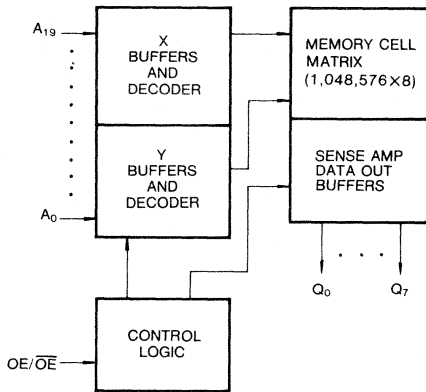 A19
X
BUFFERS
AND
DECODER
MEMORY CELL
MATRIX
(1,048,576×8)
Y
BUFFERS
AND
DECODER
SENSE AMP
DATA OUT
BUFFERS
A0
Q0
Q7
CONTROL
LOGIC
OE/O̅E̅